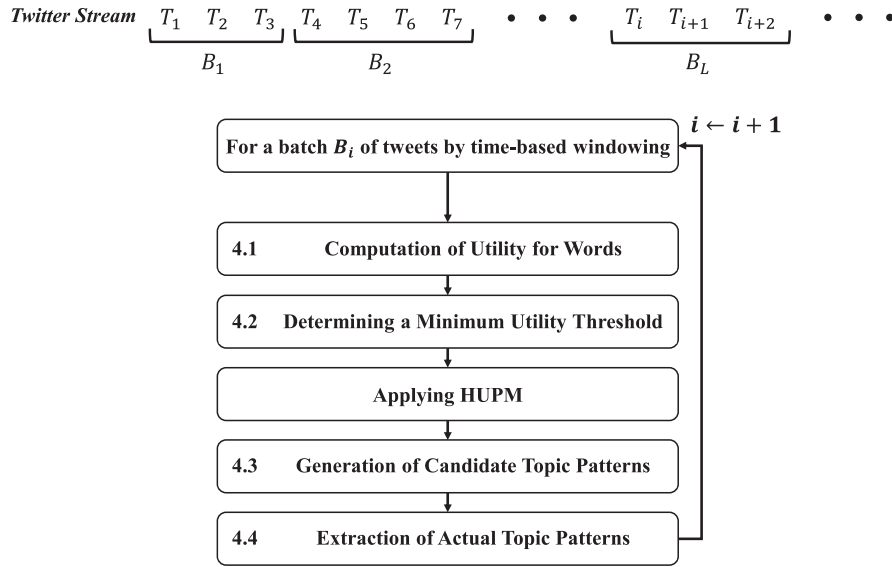 Twitter Stream T₁ T₂ T₃ T₄ T₅ T₆ T₇ • • • Tᵢ Tᵢ₊₁ Tᵢ₊₂ • • •
B₁ B₂ B_L
i ← i + 1
For a batch Bᵢ of tweets by time-based windowing
4.1 Computation of Utility for Words
4.2 Determining a Minimum Utility Threshold
Applying HUPM
4.3 Generation of Candidate Topic Patterns
4.4 Extraction of Actual Topic Patterns